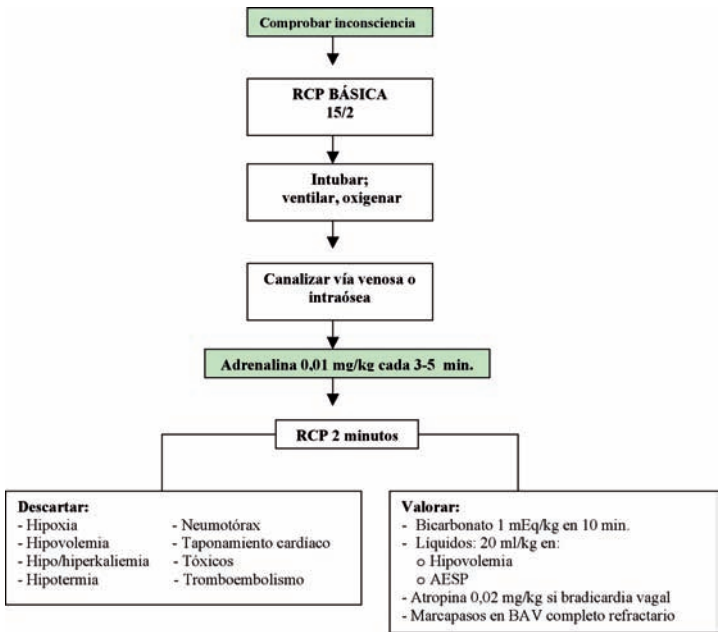 Comprobar inconsciencia
RCP BÁSICA
15/2
Intubar;
ventilar, oxigenar
Canalizar vía venosa o
intraósea
Adrenalina 0,01 mg/kg cada 3-5 min.
RCP 2 minutos
Descartar:
- Hipoxia
- Hipovolemia
- Hipo/hiperkaliemia
- Hipotermia
- Neumotórax
- Taponamiento cardiaco
- Tóxicos
- Tromboembolismo
Valorar:
- Bicarbonato 1 mEq/kg en 10 min.
- Líquidos: 20 ml/kg en:
o Hipovolemia
o AESP
- Atropina 0,02 mg/kg si bradicardia vagal
- Marcapasos en BAV completo refractario